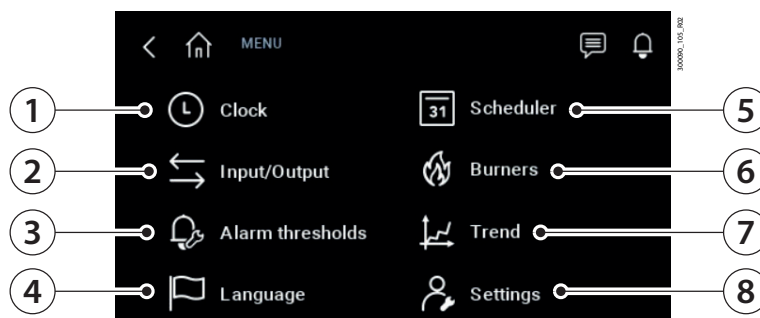 MENU
300090_105_R02
1 Clock 31 Scheduler 5
2 Input/Output Burners 6
3 Alarm thresholds Trend 7
4 Language Settings 8